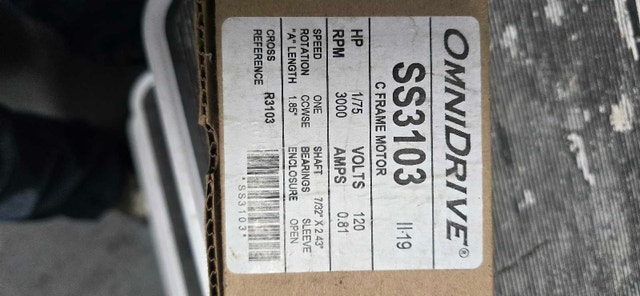 OMNIDRIVE®
SS3103 II-19
C FRAME MOTOR
HP 1/75 VOLTS 120
RPM 3000 AMPS 0.81
SPEED ONE SHAFT 7/32" X 2.43"
ROTATION CCWSE BEARINGS SLEEVE
"A" LENGTH 1.85" ENCLOSURE OPEN
CROSS
REFERENCE R3103
*SS3103*